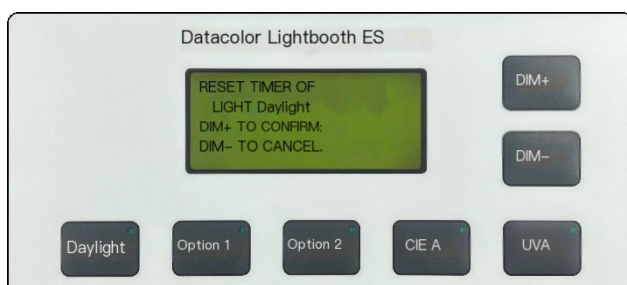 Datacolor Lightbooth ES
RESET TIMER OF
LIGHT Daylight
DIM+ TO CONFIRM:
DIM- TO CANCEL.
DIM+
DIM-
Daylight
Option 1
Option 2
CIE A
UVA